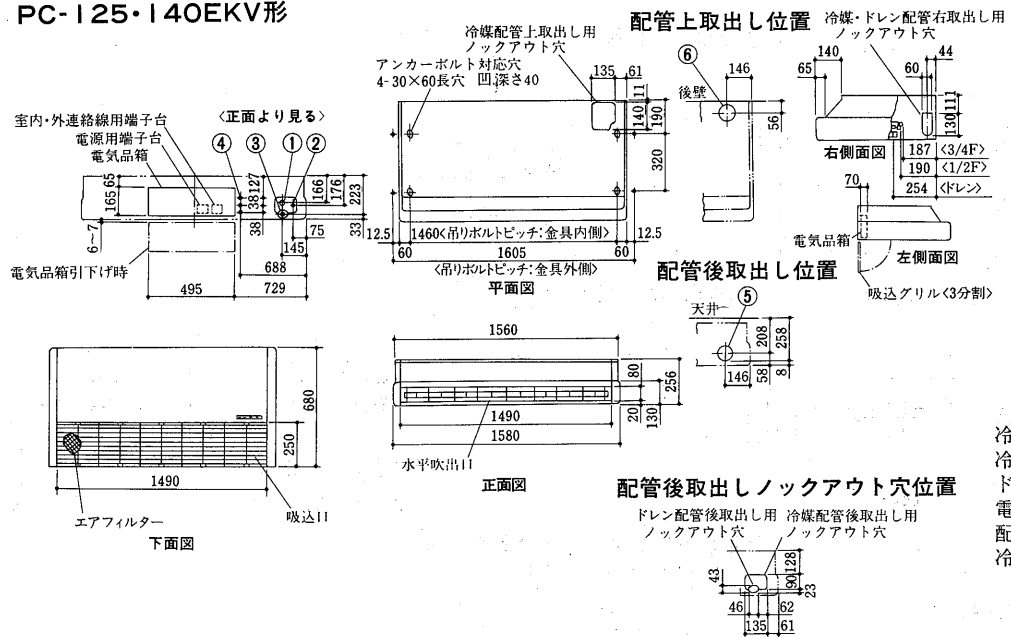 PC-125・140EKV形
冷媒配管上取出し用
ノックアウト穴
アンカーボルト対応穴
4-30×60長穴 凹深さ40
135
61
11
140
190
320
12.5
1460<吊りボルトピッチ:金具内側>
12.5
60
1605
60
<吊りボルトピッチ:金具外側>
平面図
配管上取出し位置
⑥
146
後壁
56
冷媒・ドレン配管右取出し用
ノックアウト穴
140
44
65
60
111
130
右側面図
187
<3/4F>
190
<1/2F>
254
<ドレン>
70
電気品箱
左側面図
吸込グリル<3分割>
室内・外連絡線用端子台
電源用端子台
電気品箱
<正面より見る>
④
③
①
②
65
165
127
38
38
38
166
176
223
33
6~7
75
145
688
電気品箱引下げ時
495
729
配管後取出し位置
天井
⑤
208
258
146
58
8
680
250
1490
エアフィルター
吸込口
下面図
1560
80
256
1490
20
130
1580
水平吹出口
正面図
配管後取出しノックアウト穴位置
ドレン配管後取出し用
ノックアウト穴
冷媒配管後取出し用
ノックアウト穴
43
128
90
23
46
62
135
61
冷
冷
ド
電
配
冷